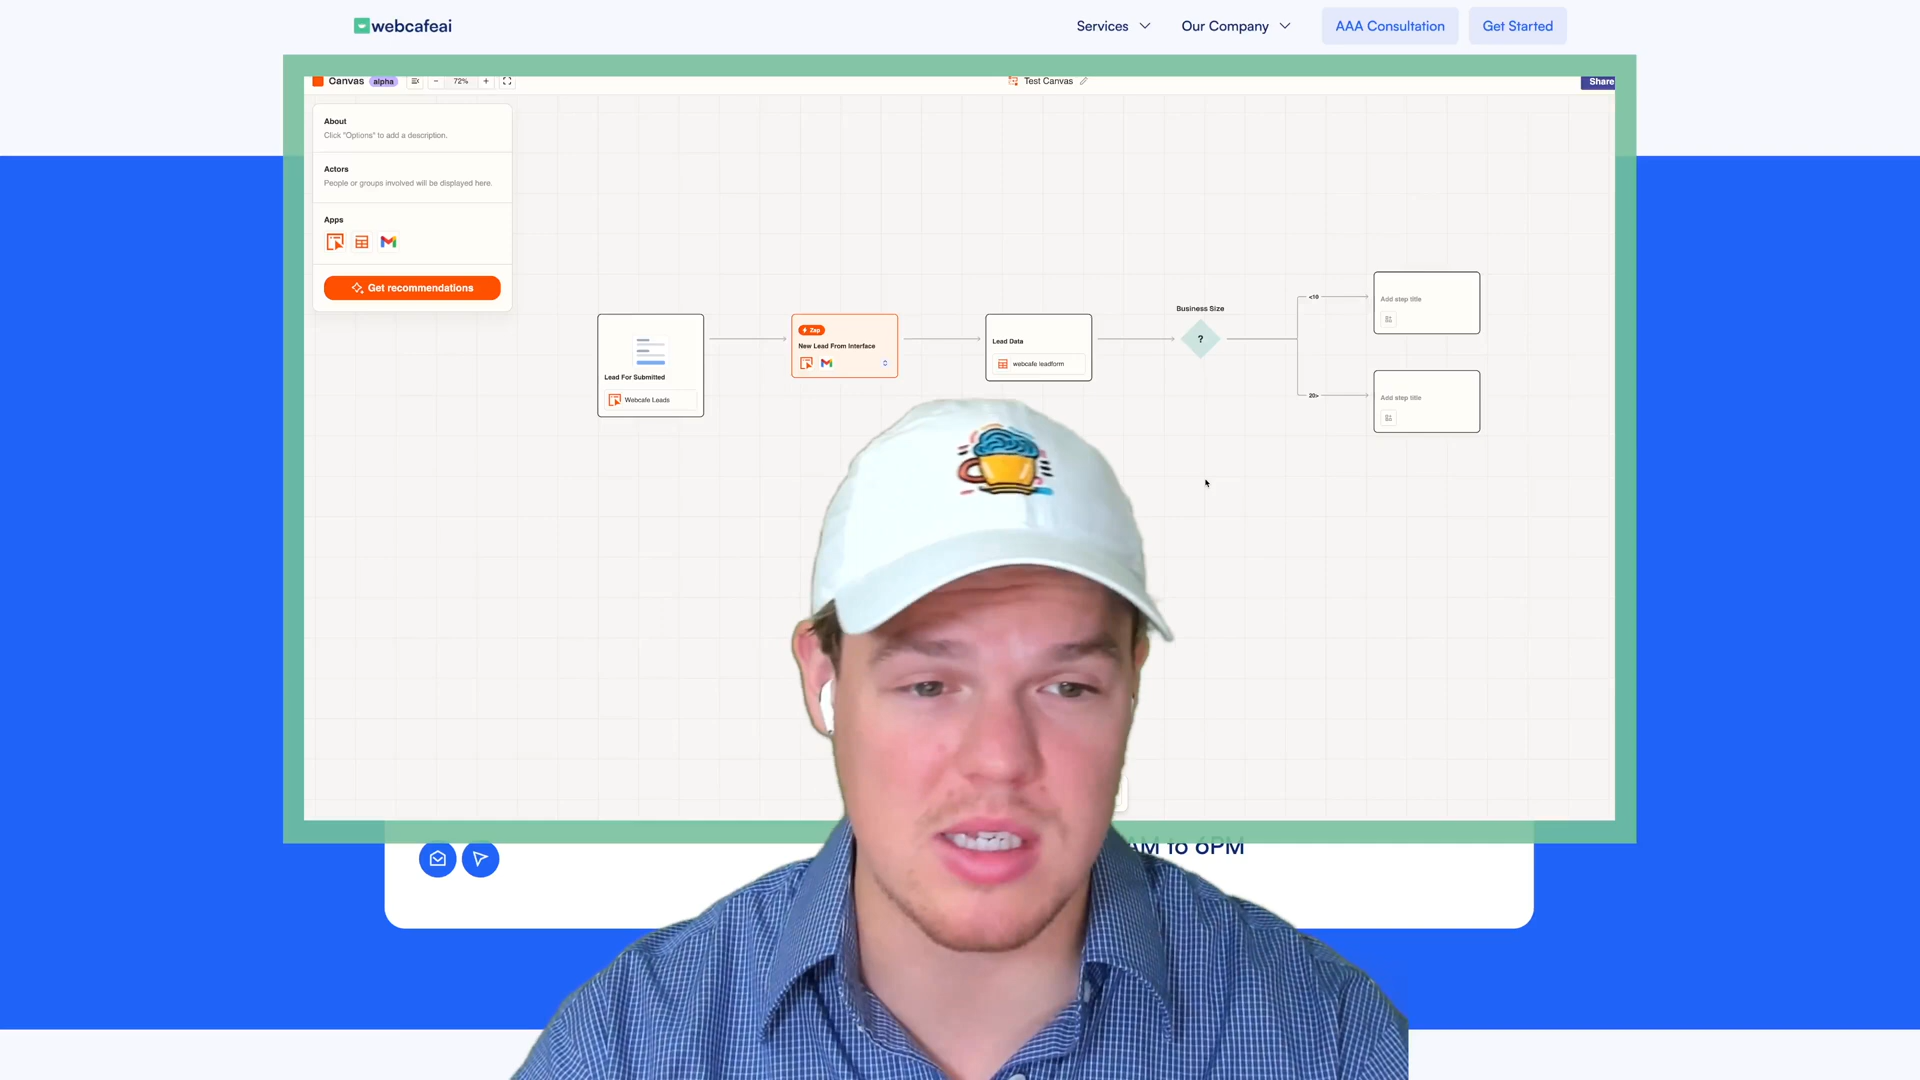 webcafeai
Services
Our Company
AAA Consultation
Get Started
Canvas alpha
72%
Test Canvas
Share
About
Click "Options" to add a description.
Actors
People or groups involved will be displayed here.
Apps
Get recommendations
Lead For Submitted
Webcafe Leads
Zap
New Lead From Interface
Lead Data
webcafe leadform
Business Size
?
<10
Add step title
20>
Add step title
AM to 6PM